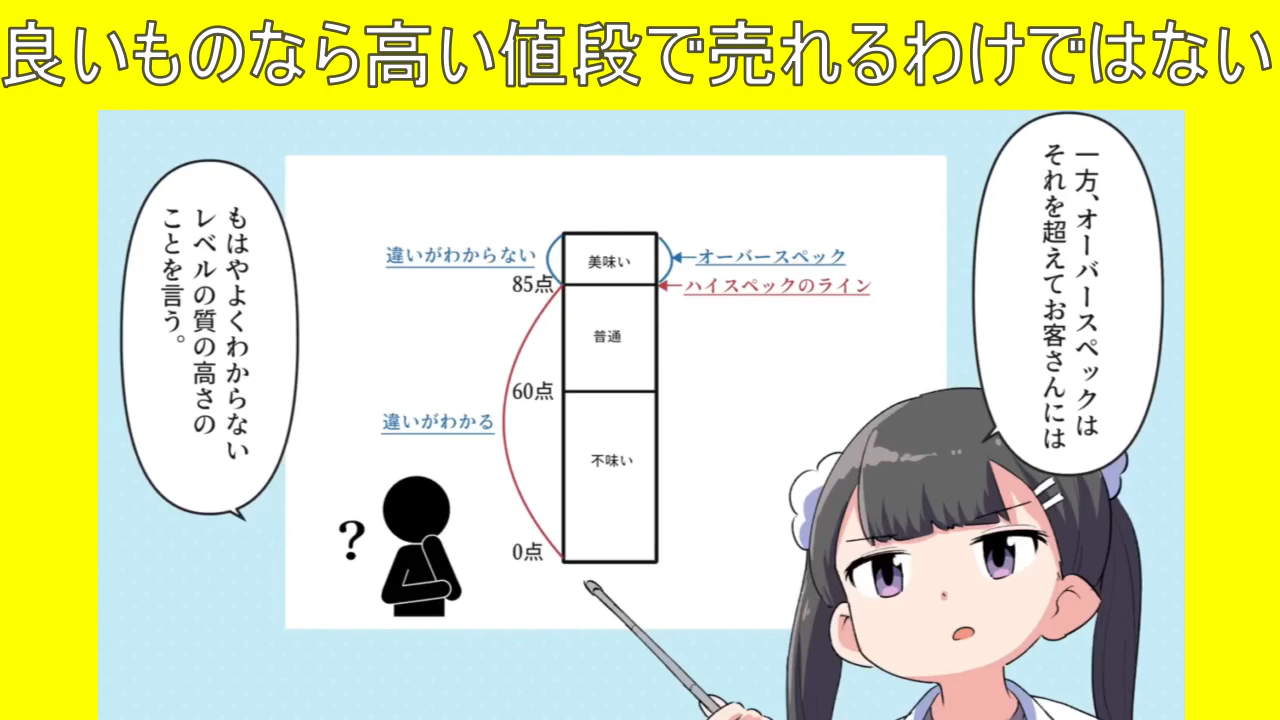 良いものなら高い値段で売れるわけではない
一方、オーバースペックは
それを超えてお客さんには
もはやよくわからない
レベルの質の高さの
ことを言う。
違いがわからない
美味い
オーバースペック
85点
ハイスペックのライン
普通
60点
違いがわかる
不味い
?
0点